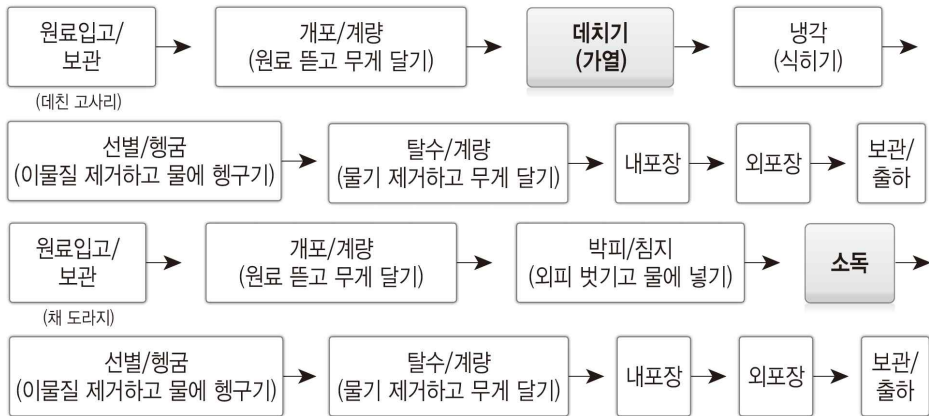 원료입고/
보관
(데친 고사리)
개포/계량
(원료 뜯고 무게 달기)
데치기
(가열)
냉각
(식히기)
선별/헹굼
(이물질 제거하고 물에 헹구기)
탈수/계량
(물기 제거하고 무게 달기)
내포장
외포장
보관/
출하
원료입고/
보관
(채 도라지)
개포/계량
(원료 뜯고 무게 달기)
박피/침지
(외피 벗기고 물에 넣기)
소독
선별/헹굼
(이물질 제거하고 물에 헹구기)
탈수/계량
(물기 제거하고 무게 달기)
내포장
외포장
보관/
출하